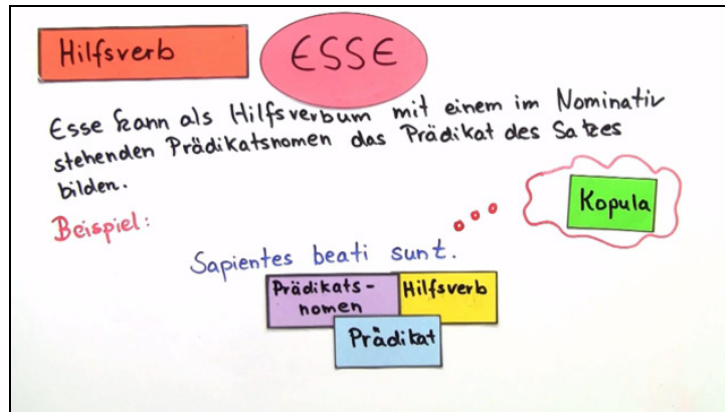 Hilfsverb ESSE
Esse kann als Hilfsverbum mit einem im Nominativ
stehenden Prädikatsnomen das Prädikat des Satzes
bilden.
Beispiel:
Kopula
Sapientes beati sunt.
Prädikats-
nomen
Hilfsverb
Prädikat